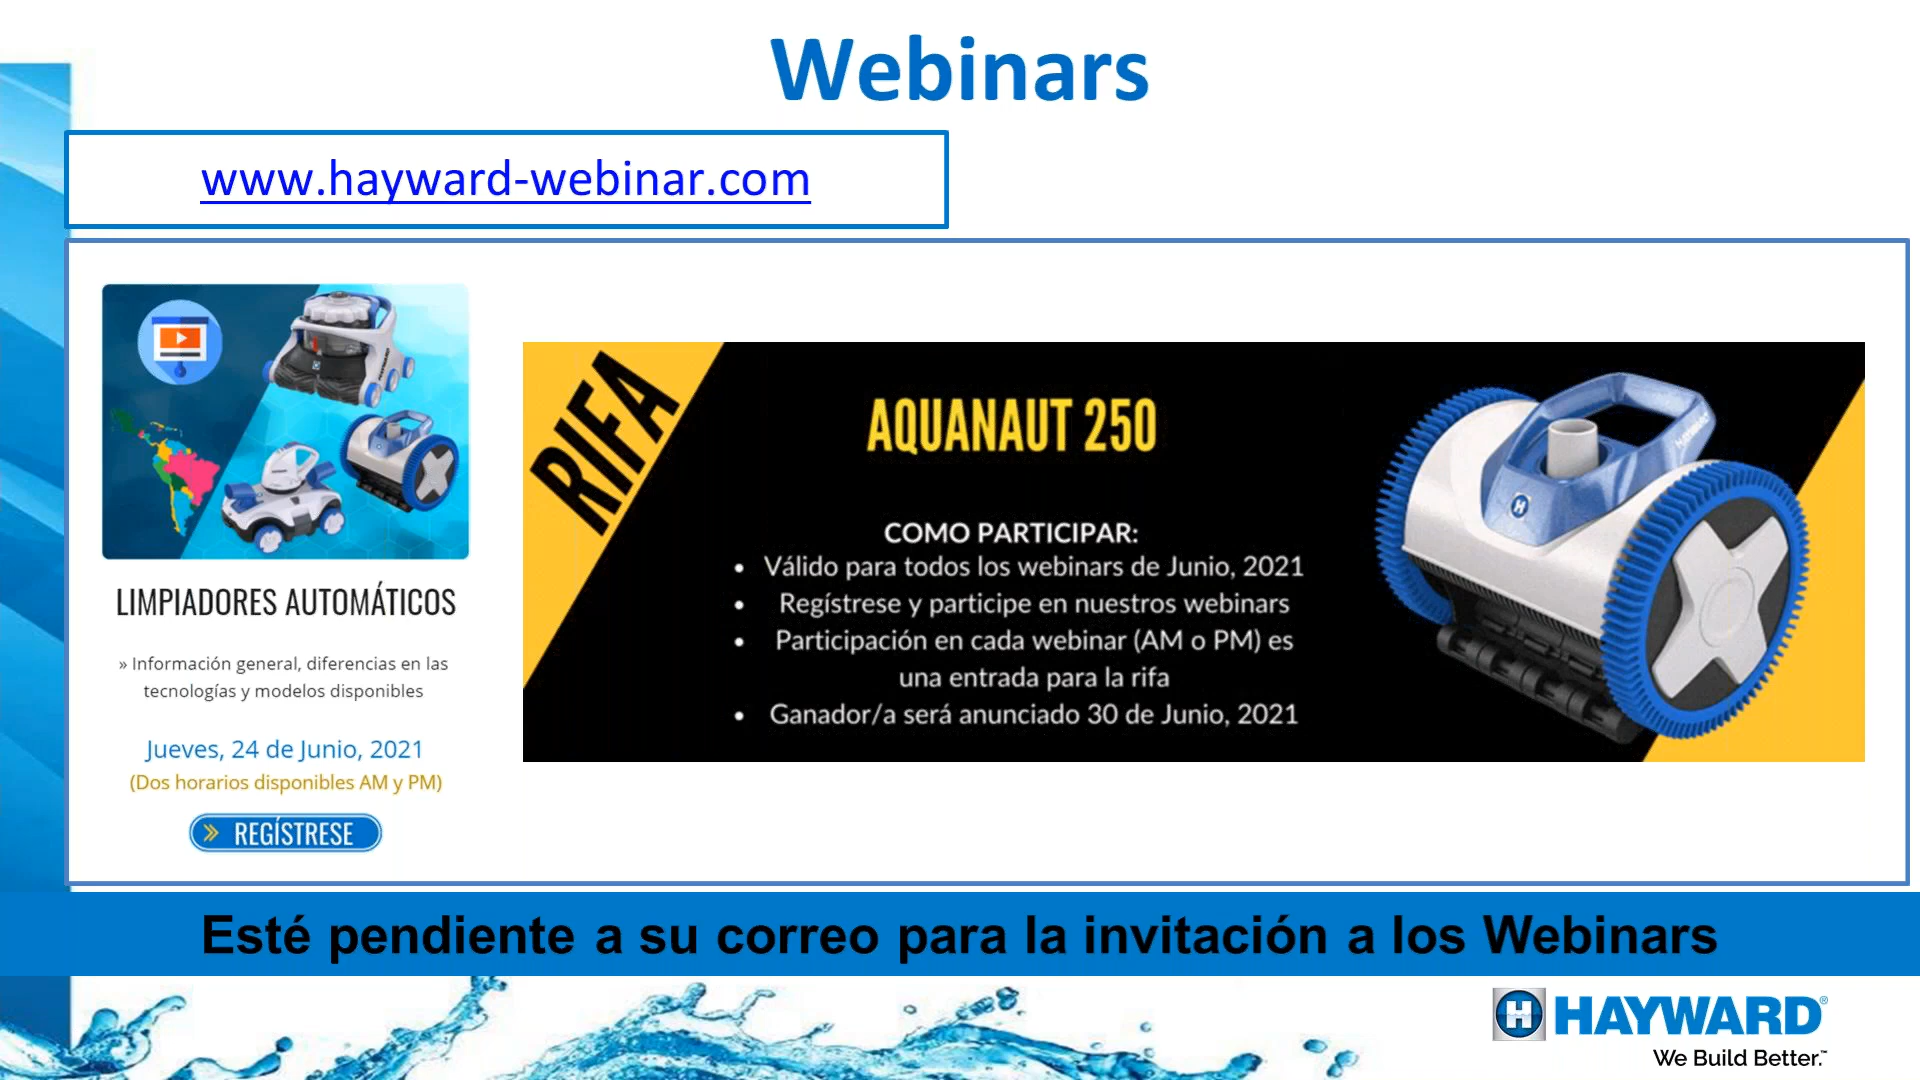 Webinars
www.hayward-webinar.com
LIMPIADORES AUTOMÁTICOS
» Información general, diferencias en las
tecnologías y modelos disponibles
Jueves, 24 de Junio, 2021
(Dos horarios disponibles AM y PM)
» REGÍSTRESE
RIFA
AQUANAUT 250
COMO PARTICIPAR:
• Válido para todos los webinars de Junio, 2021
• Regístrese y participe en nuestros webinars
• Participación en cada webinar (AM o PM) es
una entrada para la rifa
• Ganador/a será anunciado 30 de Junio, 2021
Esté pendiente a su correo para la invitación a los Webinars
H HAYWARD®
We Build Better.™